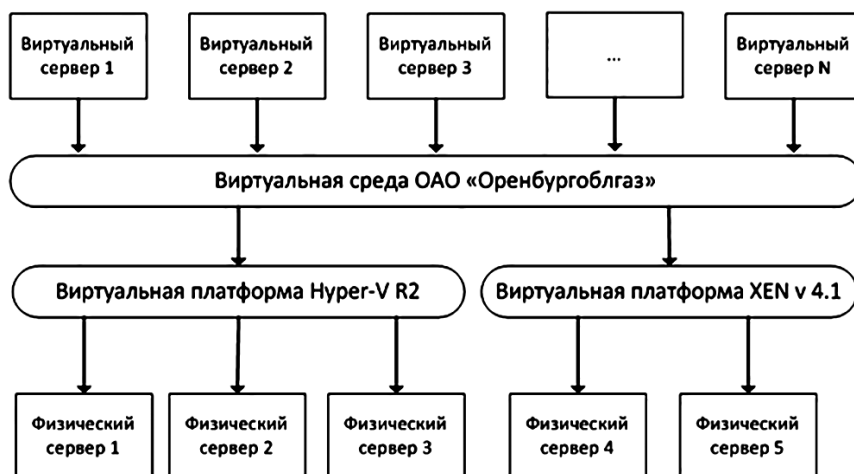 Виртуальный
сервер 1
Виртуальный
сервер 2
Виртуальный
сервер 3
...
Виртуальный
сервер N
Виртуальная среда ОАО «Оренбургоблгаз»
Виртуальная платформа Hyper-V R2
Виртуальная платформа XEN v 4.1
Физический
сервер 1
Физический
сервер 2
Физический
сервер 3
Физический
сервер 4
Физический
сервер 5